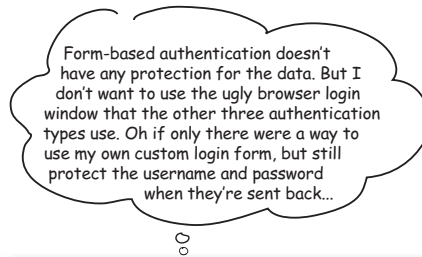 Form-based authentication doesn't
have any protection for the data. But I
don't want to use the ugly browser login
window that the other three authentication
types use. Oh if only there were a way to
use my own custom login form, but still
protect the username and password
when they're sent back...